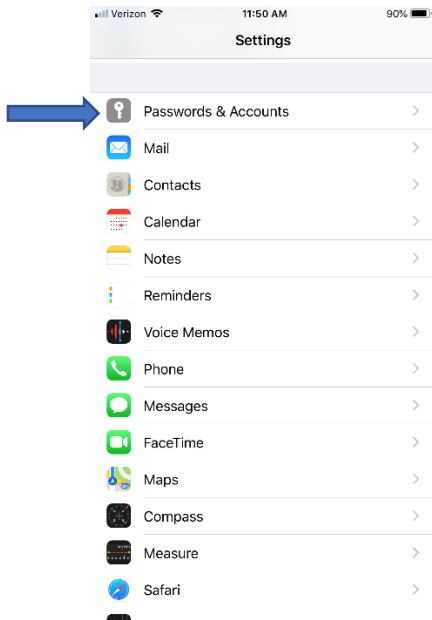 Verizon 11:50 AM 90%
Settings
Passwords & Accounts
Mail
Contacts
Calendar
Notes
Reminders
Voice Memos
Phone
Messages
FaceTime
Maps
Compass
Measure
Safari